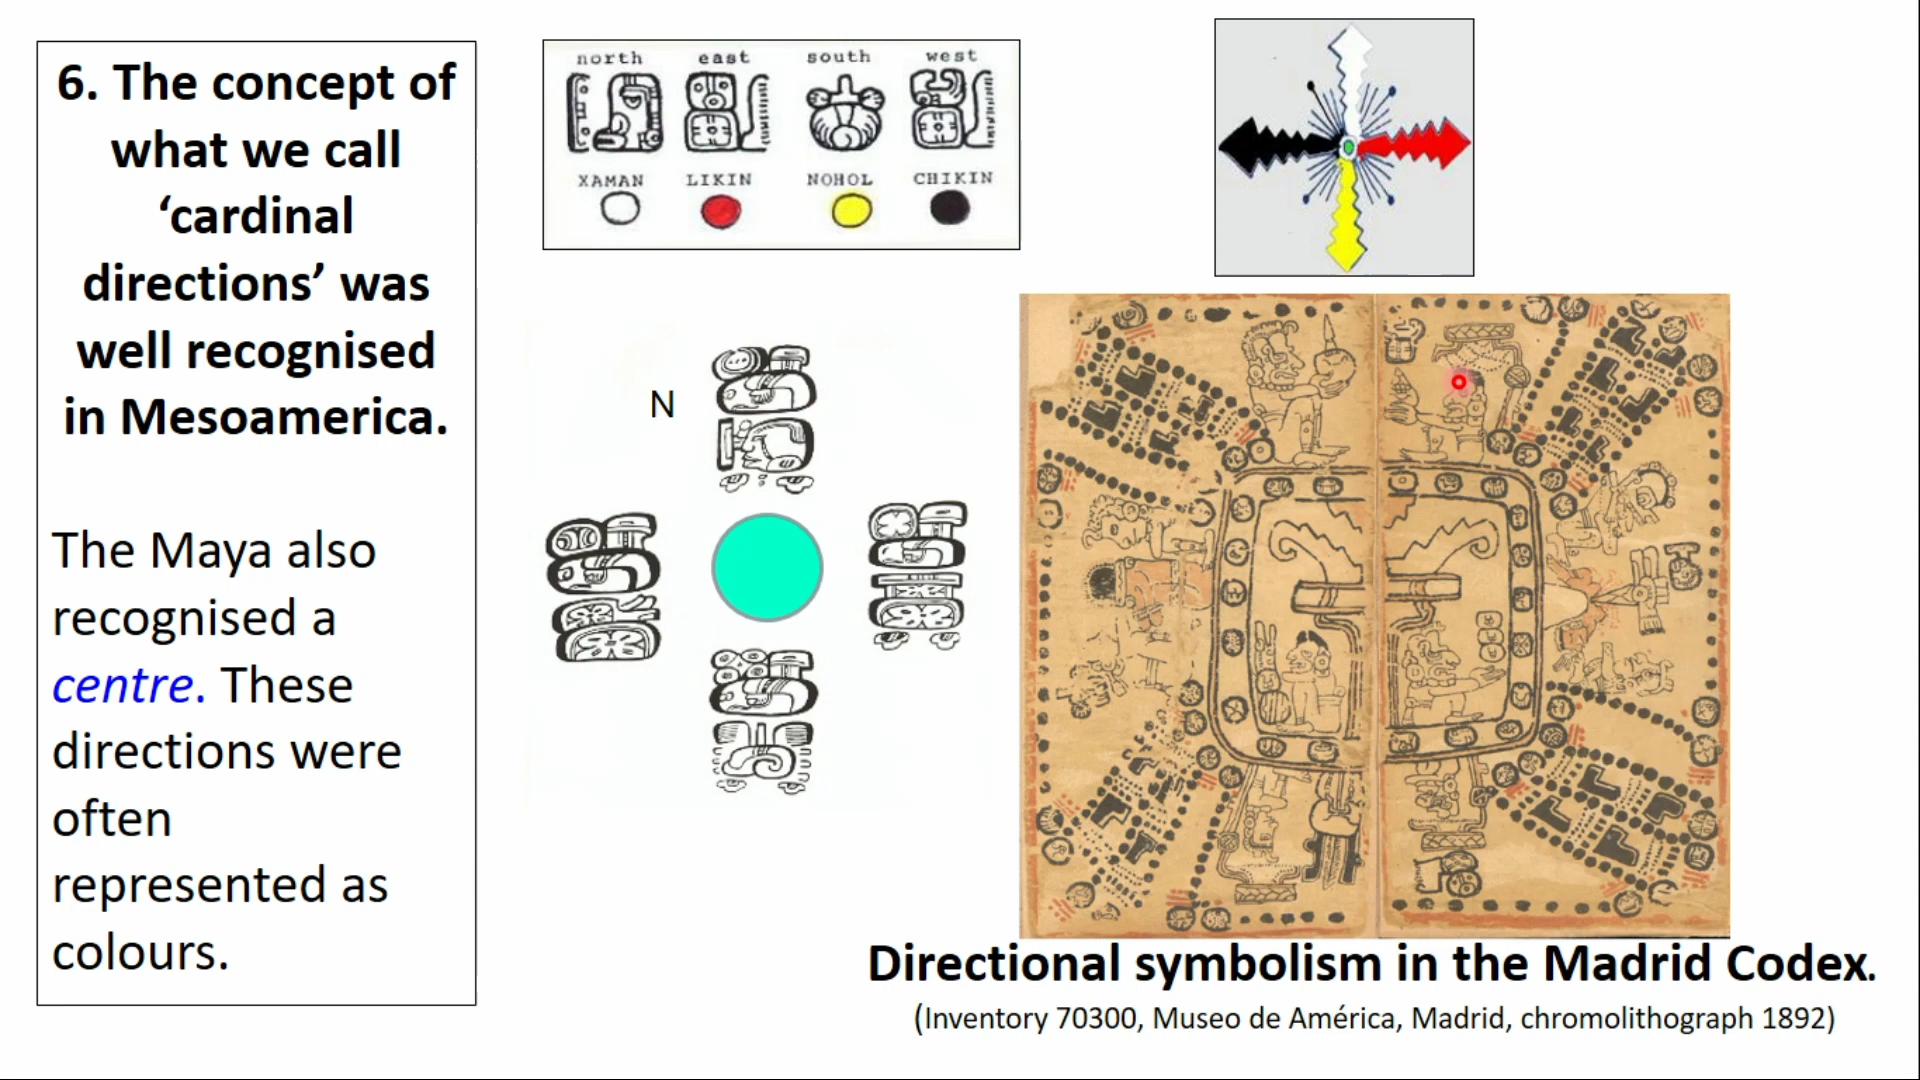 6. The concept of
what we call
‘cardinal
directions’ was
well recognised
in Mesoamerica.
The Maya also
recognised a
centre. These
directions were
often
represented as
colours.
north east south west
XAMAN LIKIN NOHOL CHIKIN
N
Directional symbolism in the Madrid Codex.
(Inventory 70300, Museo de América, Madrid, chromolithograph 1892)